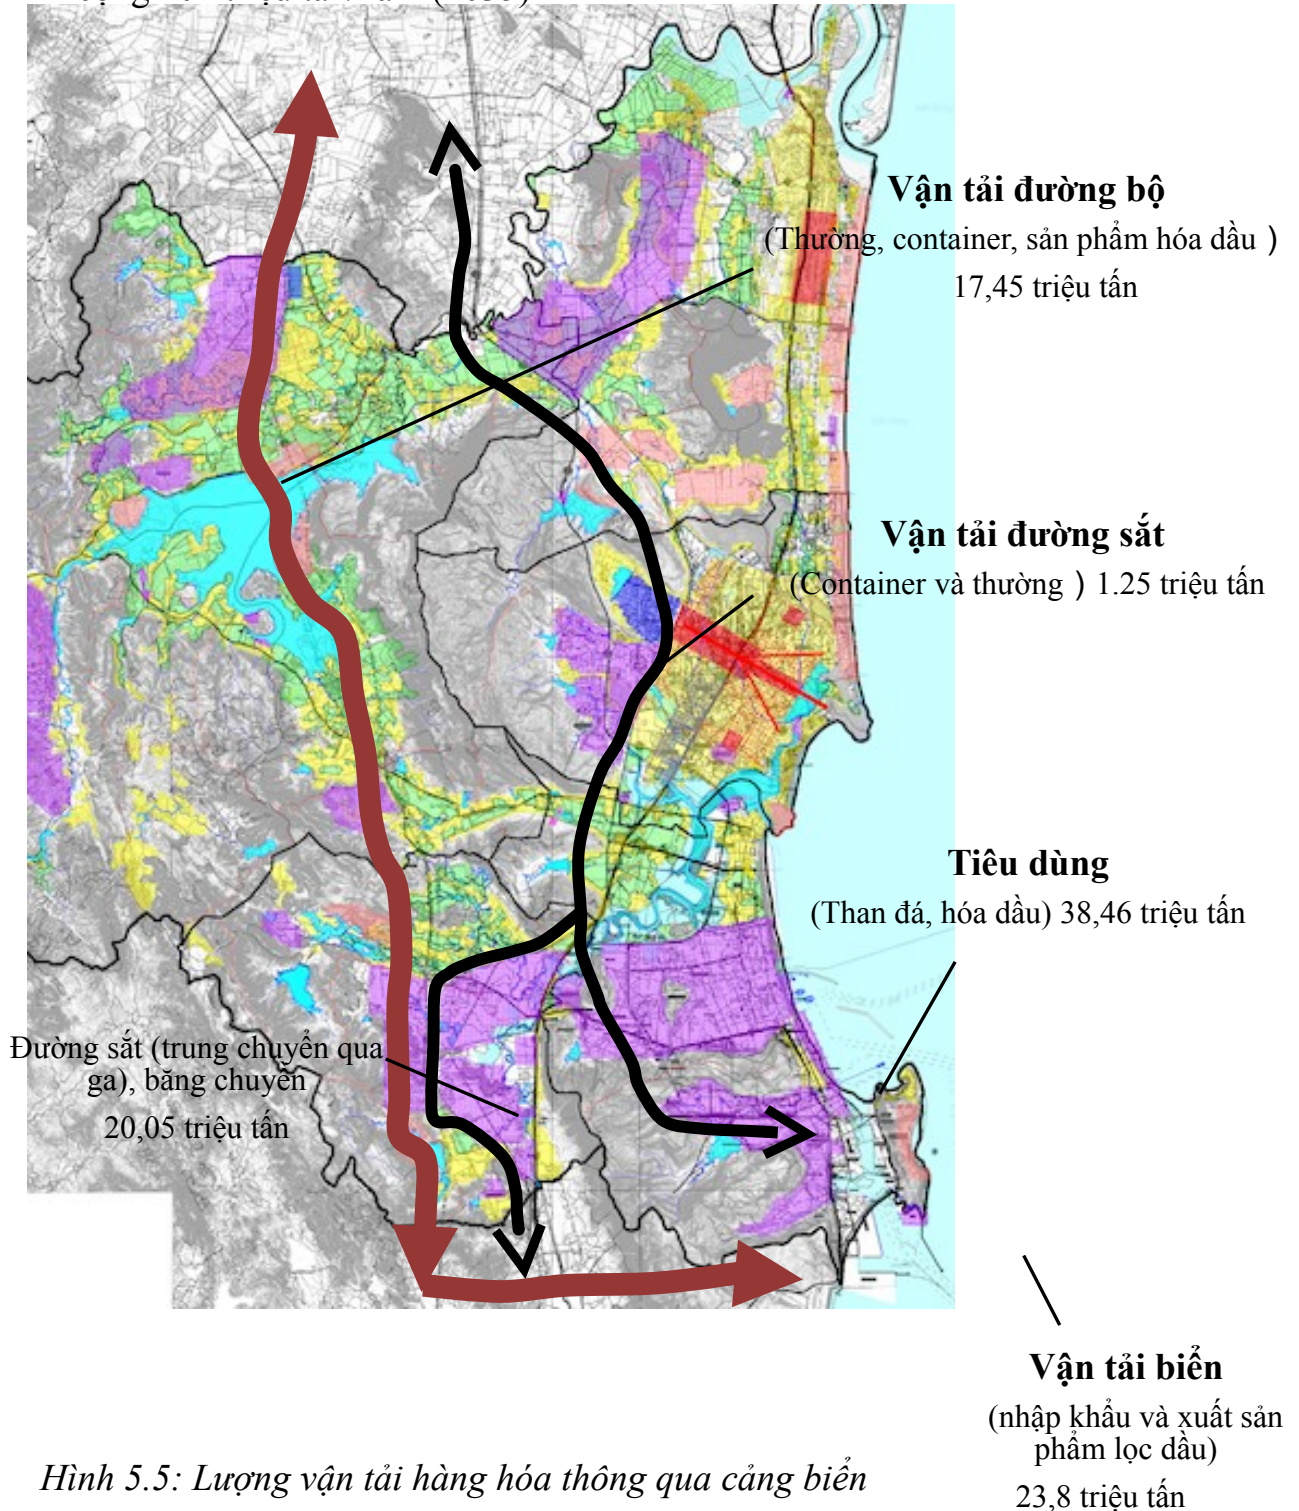 Vận tải đường bộ
(Thường, container, sản phẩm hóa dầu )
17,45 triệu tấn
Vận tải đường sắt
(Container và thường ) 1.25 triệu tấn
Tiêu dùng
(Than đá, hóa dầu) 38,46 triệu tấn
Đường sắt (trung chuyển qua
ga), băng chuyền
20,05 triệu tấn
Vận tải biển
(nhập khẩu và xuất sản
phẩm lọc dầu)
23,8 triệu tấn
Hình 5.5: Lượng vận tải hàng hóa thông qua cảng biển